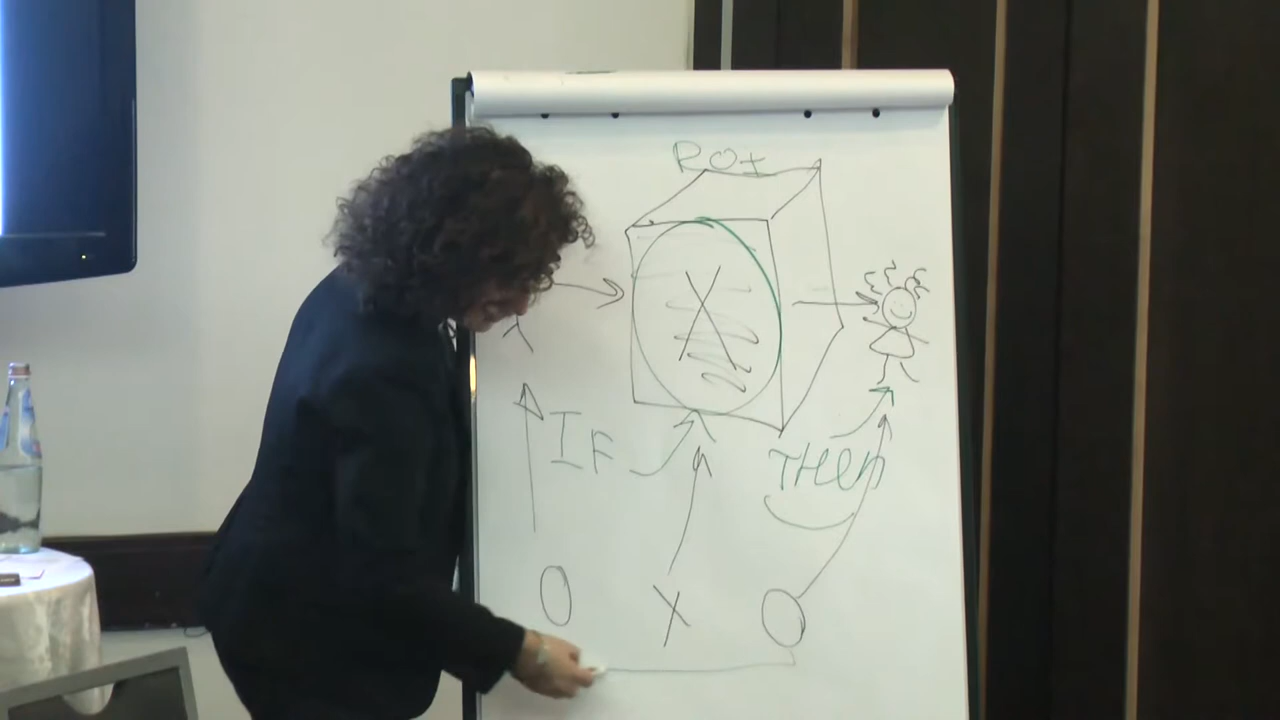 ROI
X
IF THEN
O X O